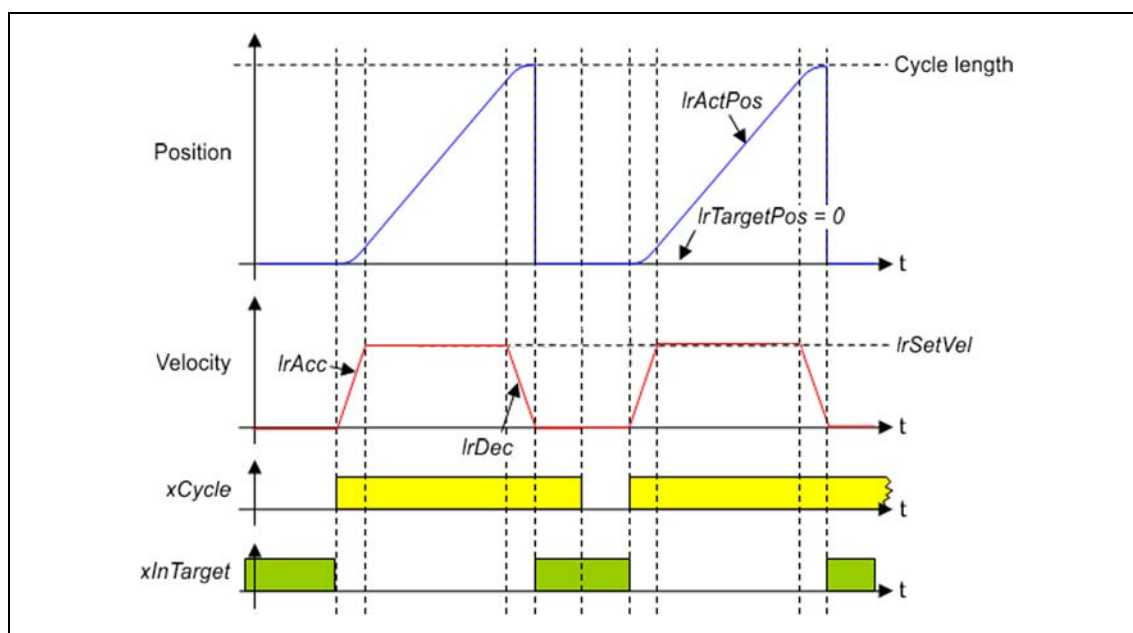 Cycle length
lrActPos
Position
lrTargetPos = 0
t
Velocity
lrAcc
lrSetVel
t
lrDec
xCycle
t
xInTarget
t